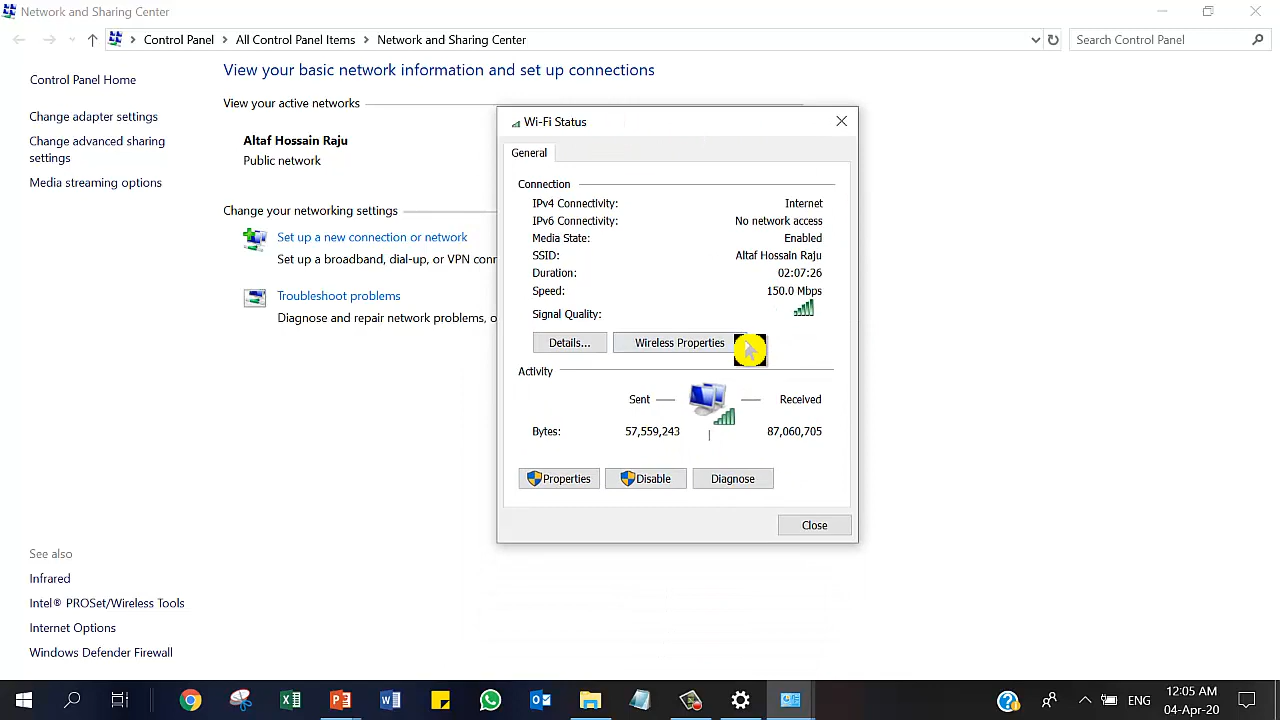 Network and Sharing Center
Control Panel
All Control Panel Items
Network and Sharing Center
Search Control Panel
Control Panel Home
Change adapter settings
Change advanced sharing
settings
Media streaming options
View your basic network information and set up connections
View your active networks
Altaf Hossain Raju
Public network
Change your networking settings
Set up a new connection or network
Set up a broadband, dial-up, or VPN conn
Troubleshoot problems
Diagnose and repair network problems, o
Wi-Fi Status
General
Connection
IPv4 Connectivity: Internet
IPv6 Connectivity: No network access
Media State: Enabled
SSID: Altaf Hossain Raju
Duration: 02:07:26
Speed: 150.0 Mbps
Signal Quality:
Details... Wireless Properties
Activity
Sent Received
Bytes: 57,559,243 87,060,705
Properties Disable Diagnose
Close
See also
Infrared
Intel® PROSet/Wireless Tools
Internet Options
Windows Defender Firewall
ENG
12:05 AM
04-Apr-20